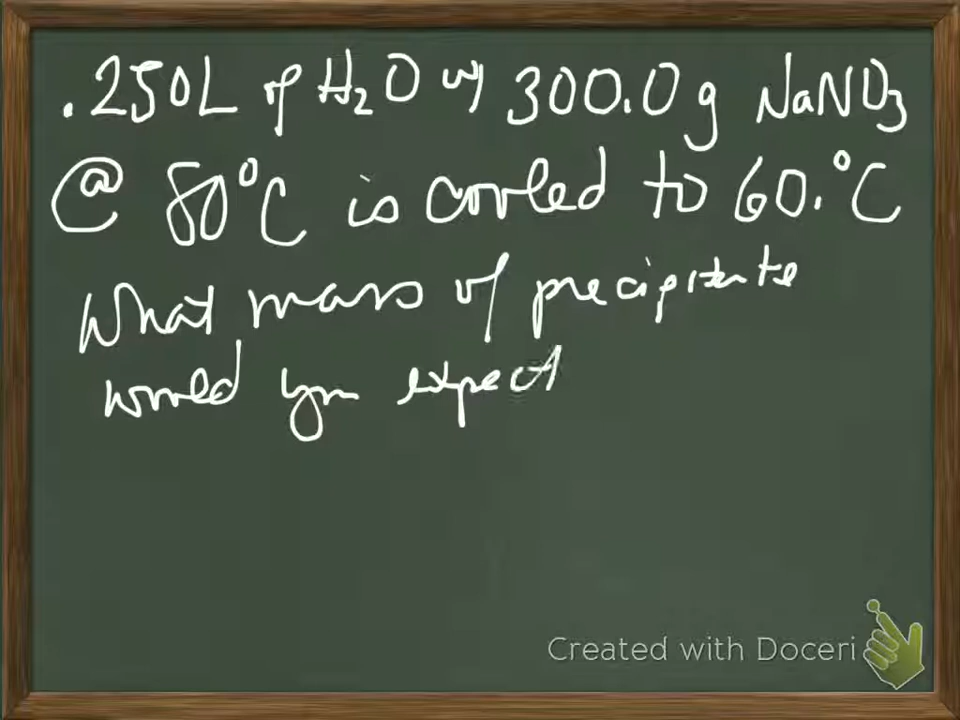 .250L of H₂O w/ 300.0g NaNO₃
@ 80°C is cooled to 60.°C
What mass of precipitate
would you expect
Created with Doceri